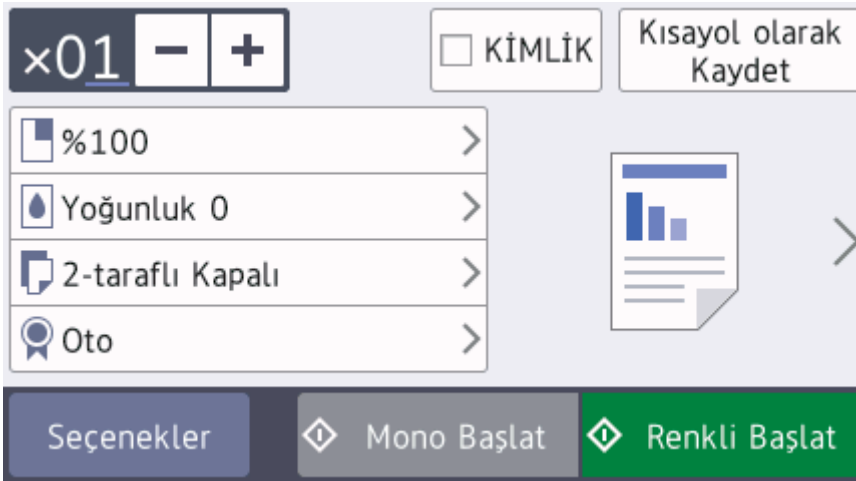 ×01 − +
KİMLİK
Kısayol olarak
Kaydet
%100
Yoğunluk 0
2-taraflı Kapalı
Oto
Seçenekler
Mono Başlat
Renkli Başlat